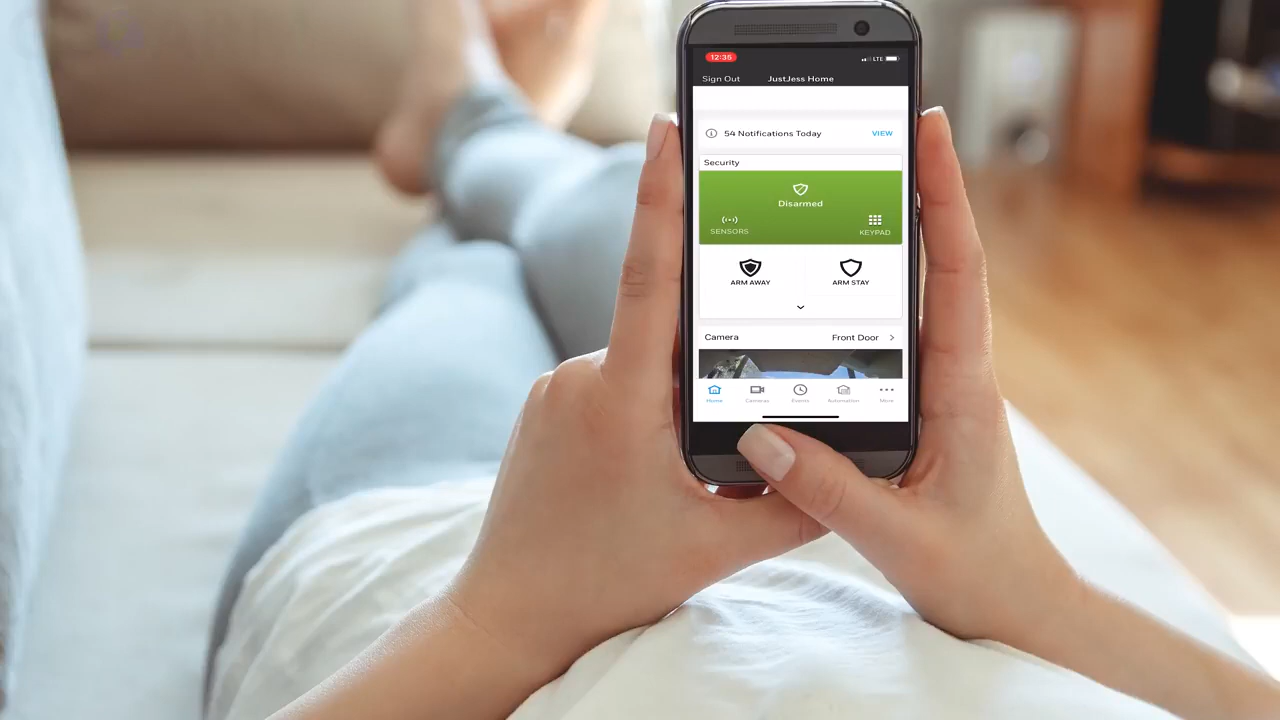 12:35
LTE
Sign Out JustJess Home
54 Notifications Today VIEW
Security
Disarmed
SENSORS KEYPAD
ARM AWAY ARM STAY
Camera Front Door
Home Cameras Events Automation More